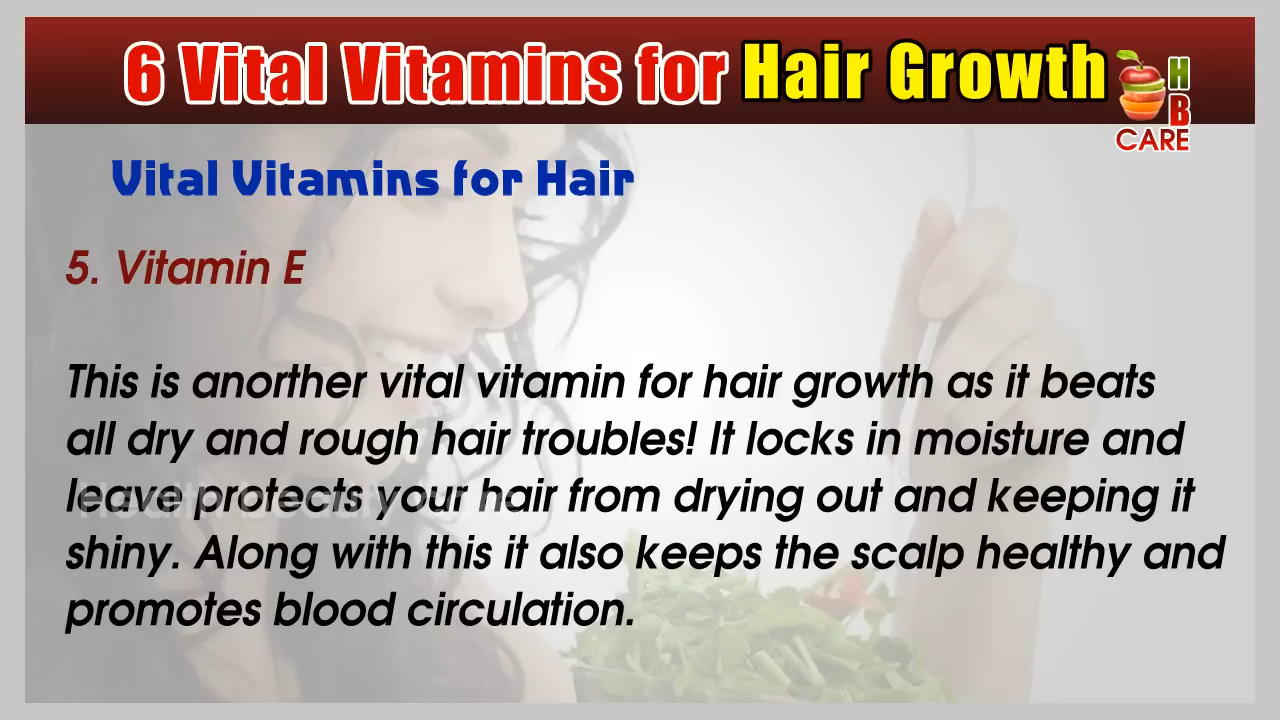 6 Vital Vitamins for Hair Growth
H
B
CARE
Vital Vitamins for Hair
5. Vitamin E
This is anorther vital vitamin for hair growth as it beats
all dry and rough hair troubles! It locks in moisture and
leave protects your hair from drying out and keeping it
shiny. Along with this it also keeps the scalp healthy and
promotes blood circulation.
Health beauty